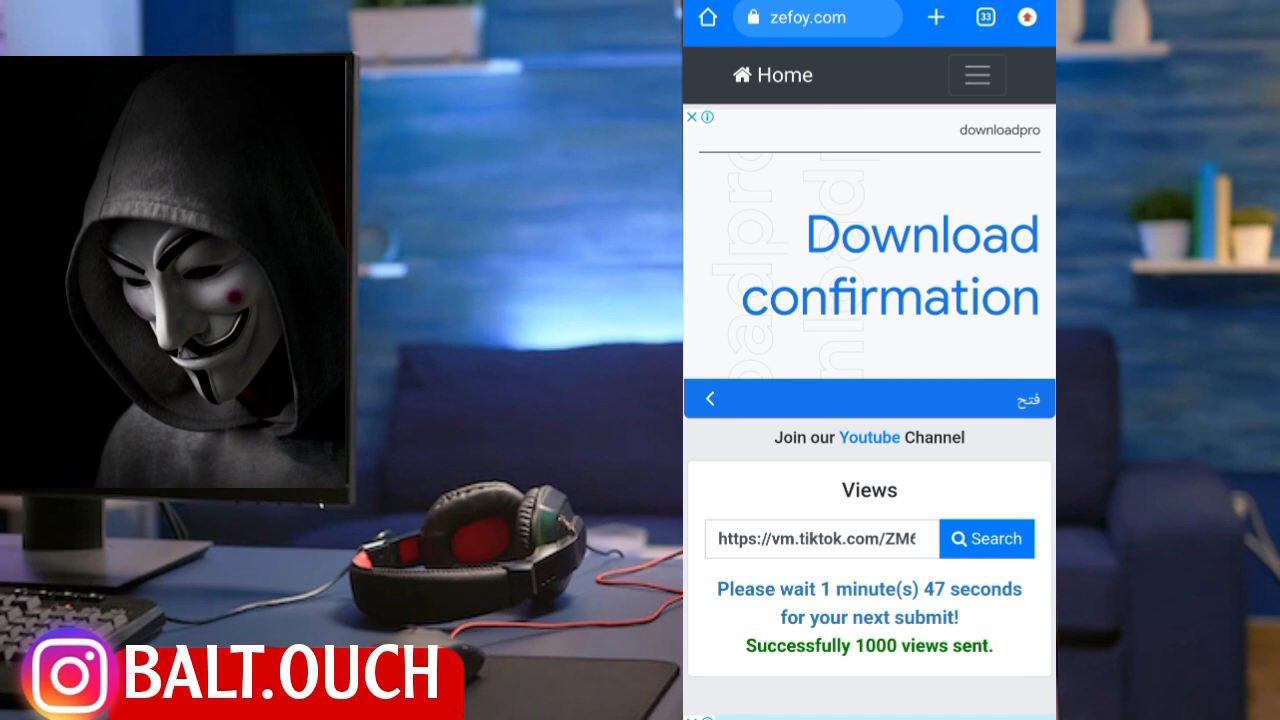 zefoy.com
33
Home
downloadpro
Download
confirmation
فتح
Join our Youtube Channel
Views
https://vm.tiktok.com/ZM6
Search
Please wait 1 minute(s) 47 seconds
for your next submit!
Successfully 1000 views sent.
BALT.OUCH